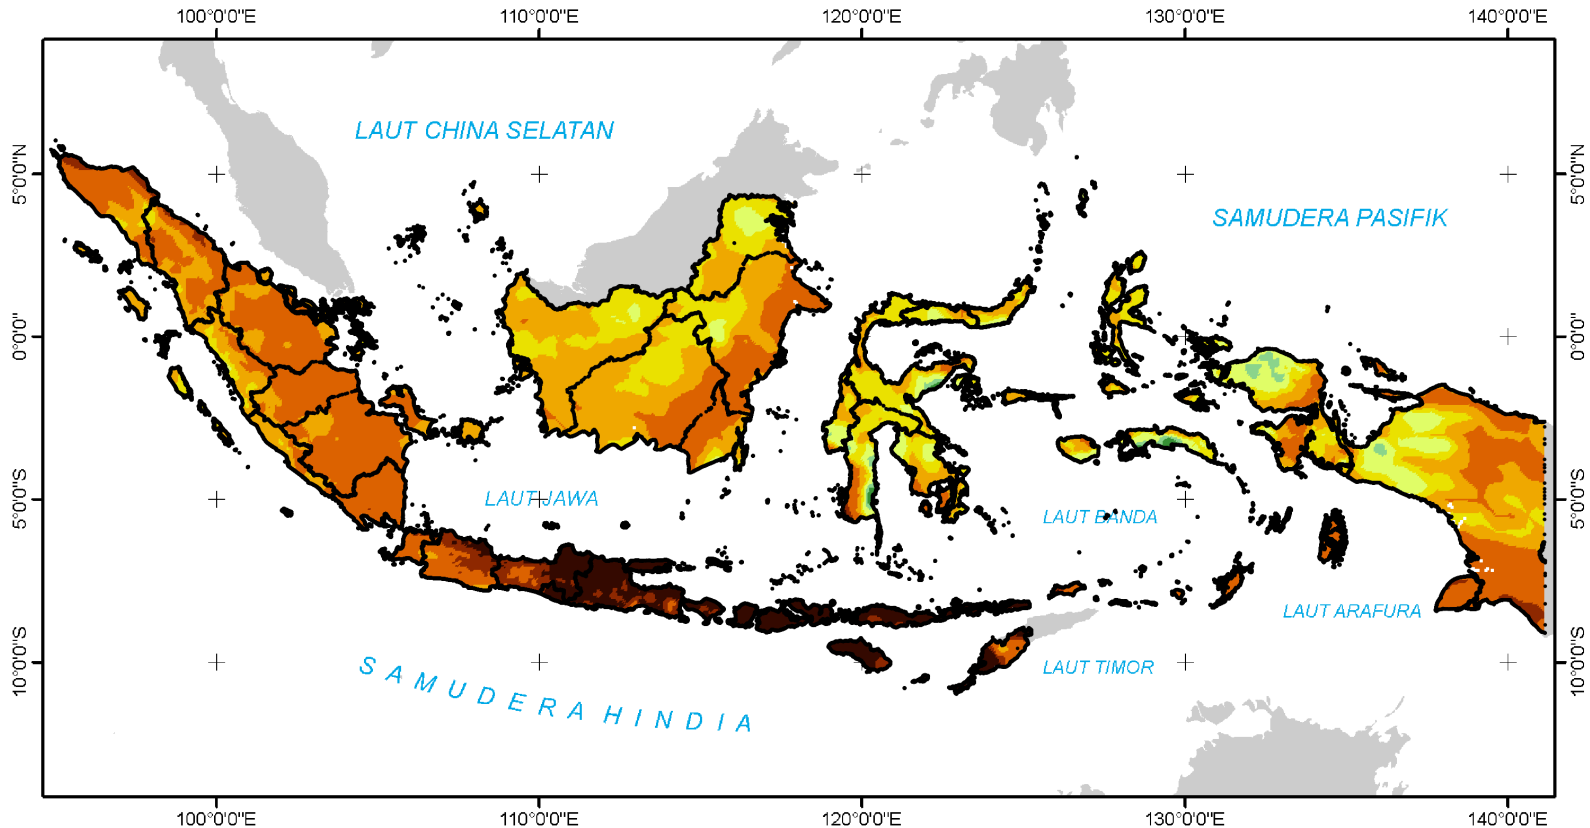 100°0'0"E 110°0'0"E 120°0'0"E 130°0'0"E 140°0'0"E
LAUT CHINA SELATAN
5°0'0"N 5°0'0"N
SAMUDERA PASIFIK
0°0'0" 0°0'0"
LAUT JAWA
5°0'0"S 5°0'0"S
LAUT BANDA
LAUT ARAFURA
10°0'0"S 10°0'0"S
LAUT TIMOR
SAMUDERA HINDIA
100°0'0"E 110°0'0"E 120°0'0"E 130°0'0"E 140°0'0"E